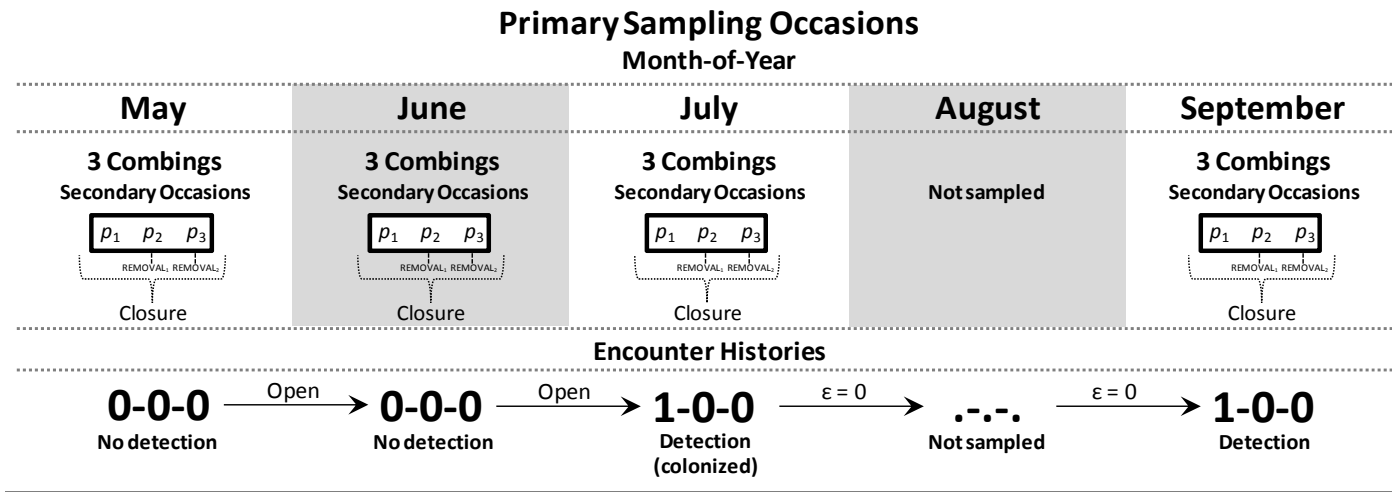 Primary Sampling Occasions
Month-of-Year
May June July August September
3 Combings 3 Combings 3 Combings 3 Combings
Secondary Occasions Secondary Occasions Secondary Occasions Not sampled Secondary Occasions
p₁ p₂ p₃ p₁ p₂ p₃ p₁ p₂ p₃ p₁ p₂ p₃
REMOVAL₁ REMOVAL₂ REMOVAL₁ REMOVAL₂ REMOVAL₁ REMOVAL₂ REMOVAL₁ REMOVAL₂
Closure Closure Closure Closure
Encounter Histories
0-0-0 Open 0-0-0 Open 1-0-0 ε = 0 .-.-. ε = 0 1-0-0
No detection No detection Detection Not sampled Detection
(colonized)